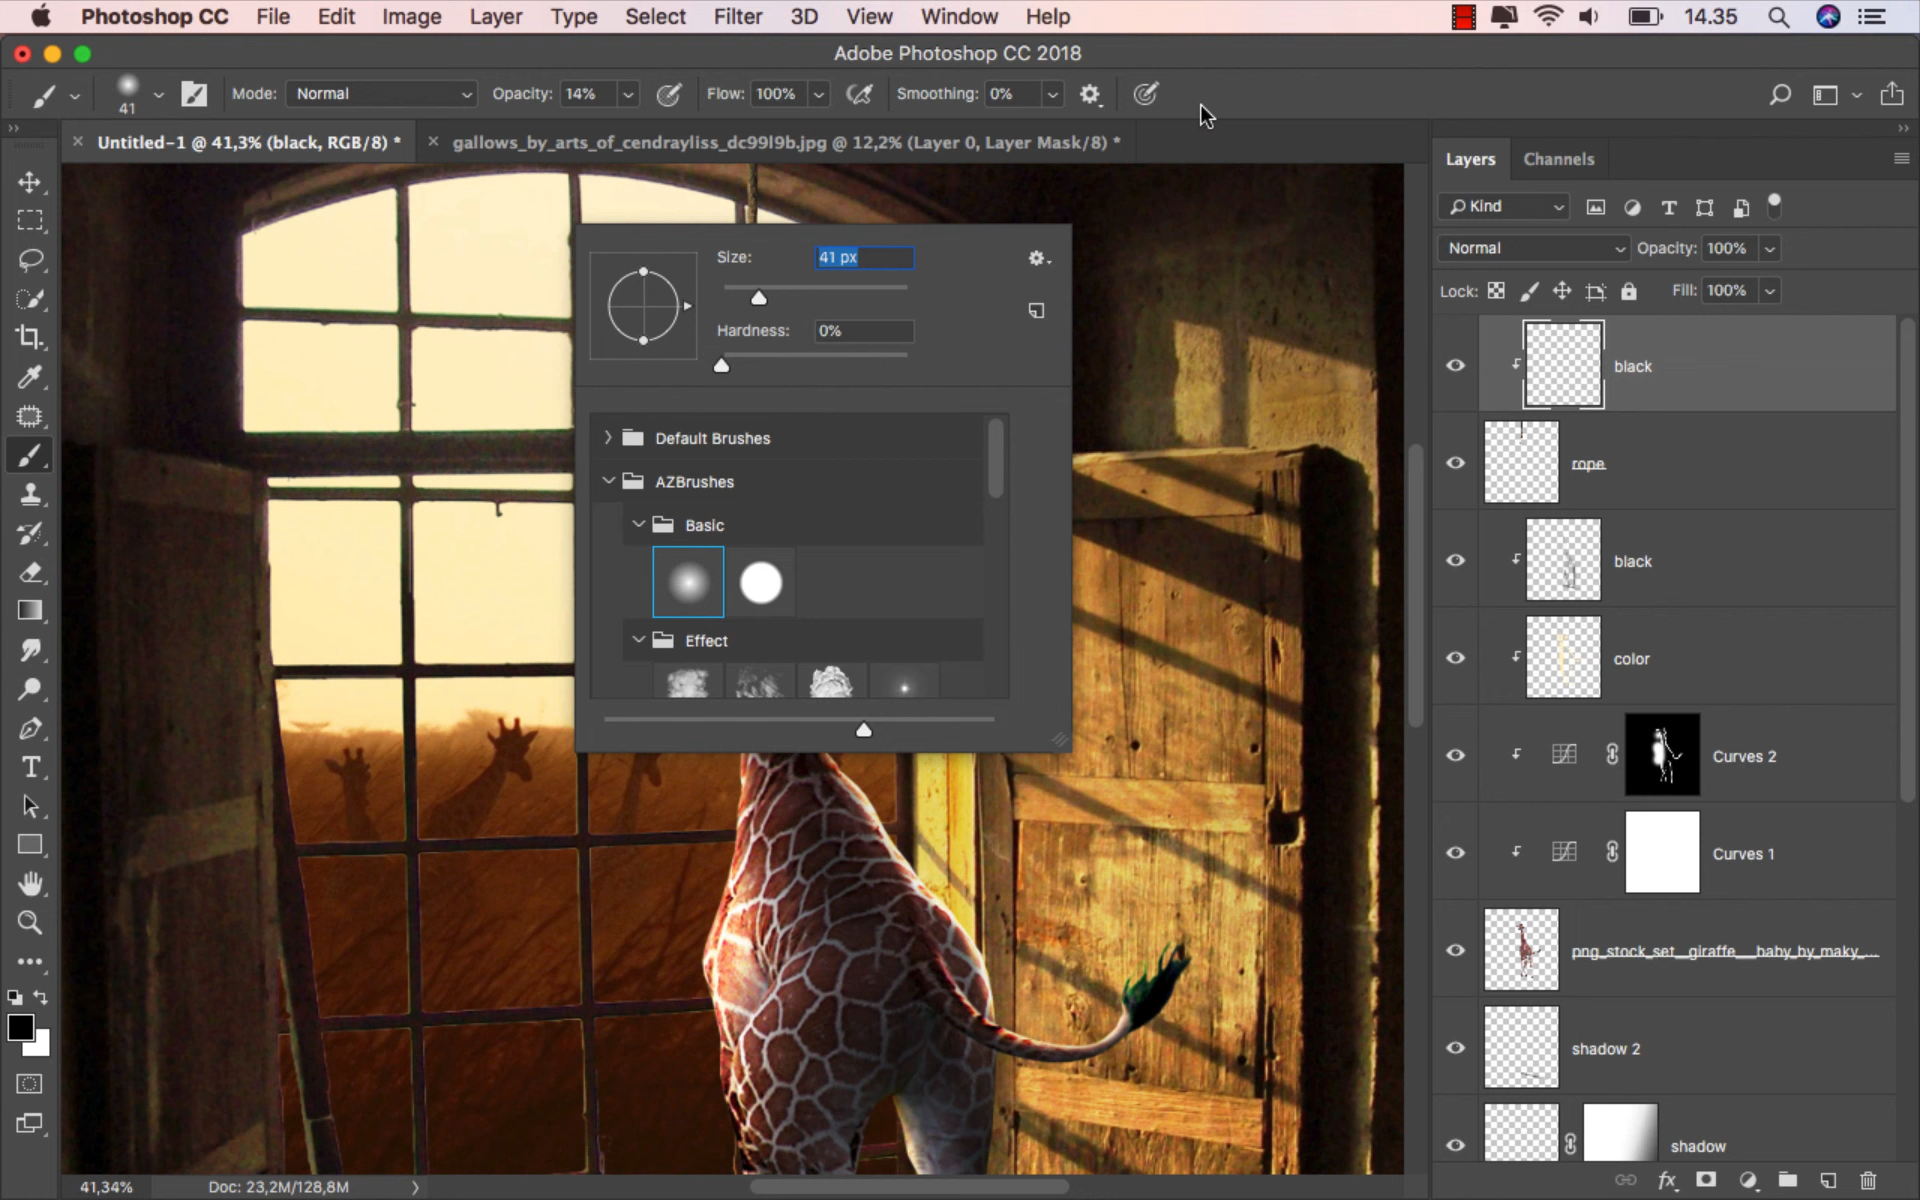 Photoshop CC File Edit Image Layer Type Select Filter 3D View Window Help 14.35
Adobe Photoshop CC 2018
41 Mode: Normal Opacity: 14% Flow: 100% Smoothing: 0%
Untitled-1 @ 41,3% (black, RGB/8) * gallows_by_arts_of_cendrayliss_dc99l9b.jpg @ 12,2% (Layer 0, Layer Mask/8) *
Layers Channels
Kind
Normal Opacity: 100%
Lock: Fill: 100%
Size: 41 px
Hardness: 0%
Default Brushes
AZBrushes
Basic
Effect
black
rope
black
color
Curves 2
Curves 1
png_stock_set__giraffe___baby_by_maky_...
shadow 2
shadow
fx
41,34% Doc: 23,2M/128,8M